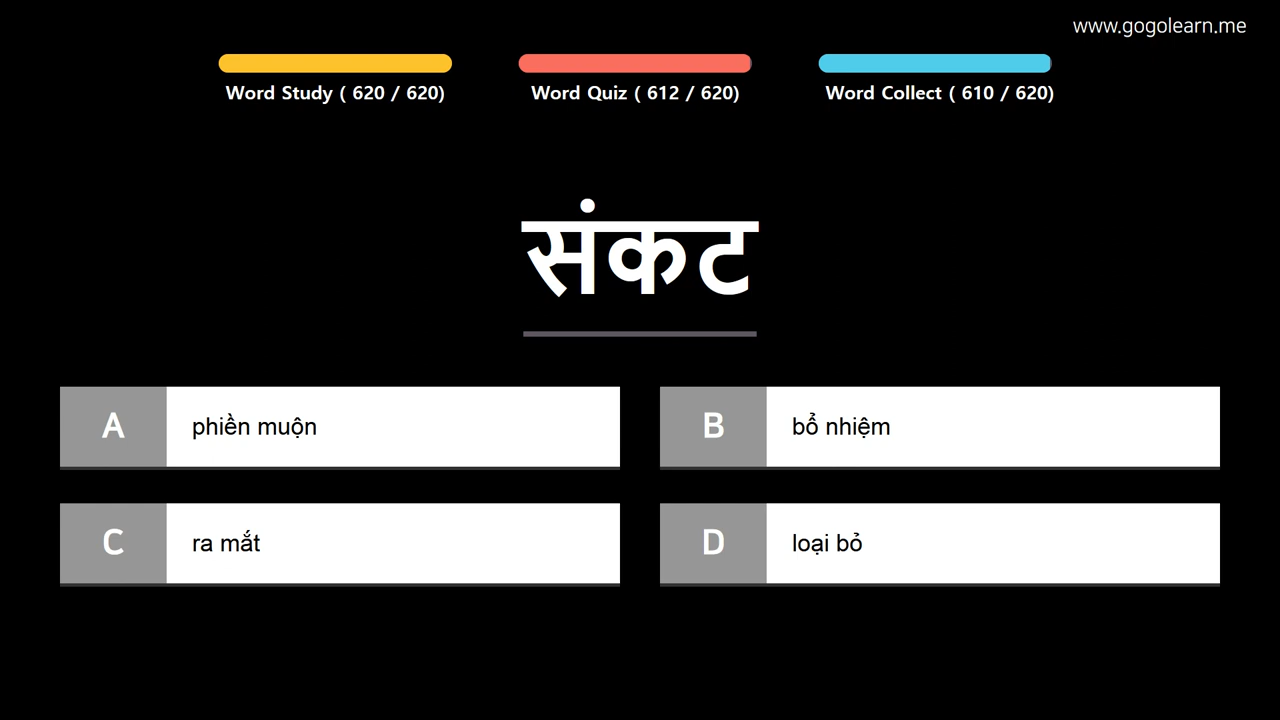 www.gogolearn.me
Word Study ( 620 / 620)
Word Quiz ( 612 / 620)
Word Collect ( 610 / 620)
संकट
A
phiền muộn
B
bổ nhiệm
C
ra mắt
D
loại bỏ